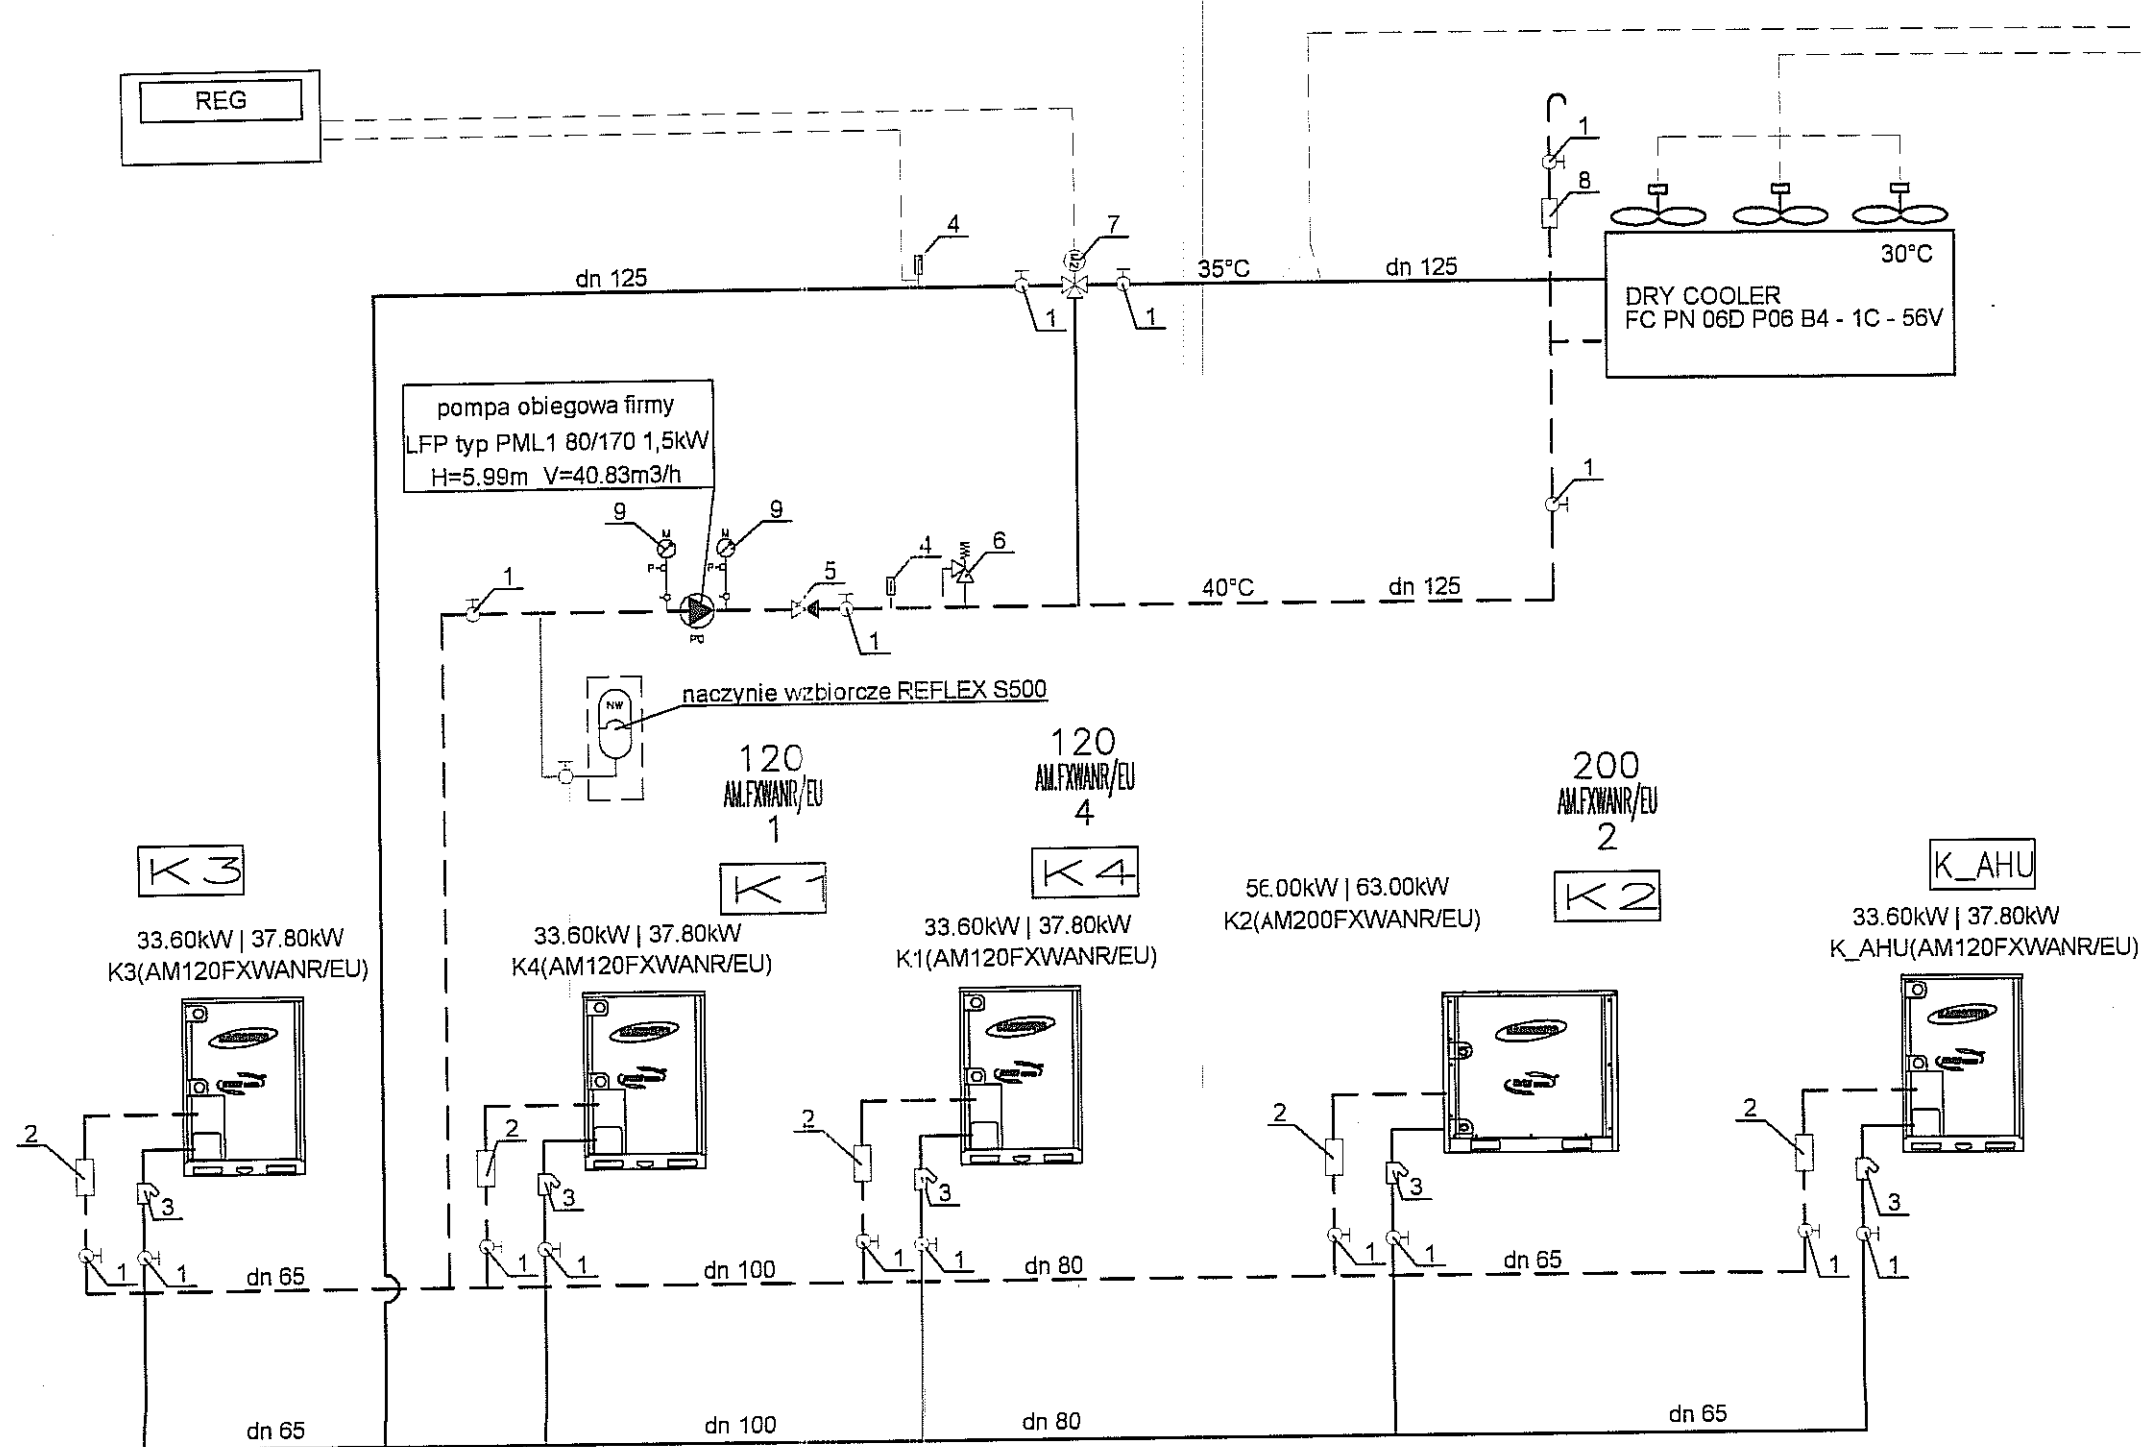 REG
1
8
4
7
dn 125
35°C
dn 125
30°C
1
1
DRY COOLER
FC PN 06D P06 B4 - 1C - 56V
pompa obiegowa firmy
LFP typ PML1 80/170 1,5kW
H=5.99m V=40.83m3/h
1
9
9
M
M
P
P
1
5
4
6
40°C
dn 125
1
naczynie wzbiorcze REFLEX S500
NW
120
AM.FXWANR/EU
1
120
AM.FXWANR/EU
4
200
AM.FXWANR/EU
2
K3
K1
K4
K2
K_AHU
33.60kW | 37.80kW
K3(AM120FXWANR/EU)
33.60kW | 37.80kW
K4(AM120FXWANR/EU)
33.60kW | 37.80kW
K1(AM120FXWANR/EU)
56.00kW | 63.00kW
K2(AM200FXWANR/EU)
33.60kW | 37.80kW
K_AHU(AM120FXWANR/EU)
2
2
2
2
2
3
3
3
3
3
1
1
1
1
1
1
1
1
1
1
dn 65
dn 100
dn 80
dn 65
dn 65
dn 100
dn 80
dn 65